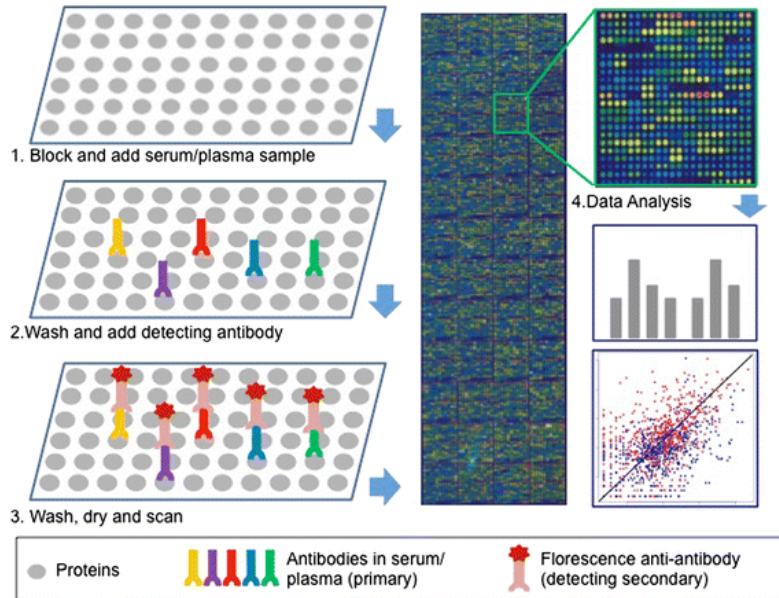 1. Block and add serum/plasma sample
2.Wash and add detecting antibody
3. Wash, dry and scan
4.Data Analysis
Proteins
Antibodies in serum/
plasma (primary)
Florescence anti-antibody
(detecting secondary)